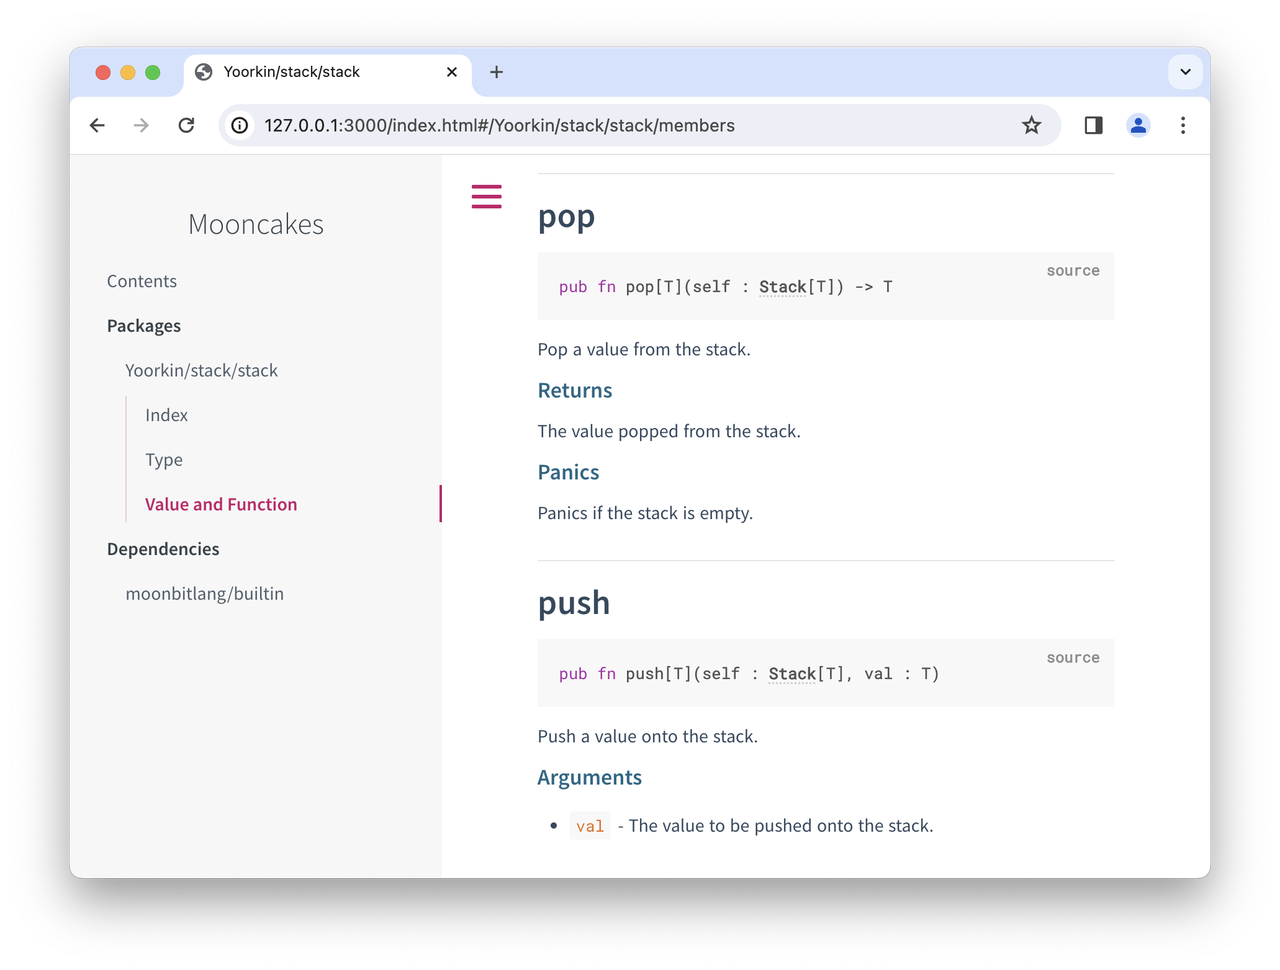 Yoorkin/stack/stack
127.0.0.1:3000/index.html#/Yoorkin/stack/stack/members
Mooncakes
Contents
Packages
Yoorkin/stack/stack
Index
Type
Value and Function
Dependencies
moonbitlang/builtin
pop
source
pub fn pop[T](self : Stack[T]) -> T
Pop a value from the stack.
Returns
The value popped from the stack.
Panics
Panics if the stack is empty.
push
source
pub fn push[T](self : Stack[T], val : T)
Push a value onto the stack.
Arguments
• val - The value to be pushed onto the stack.